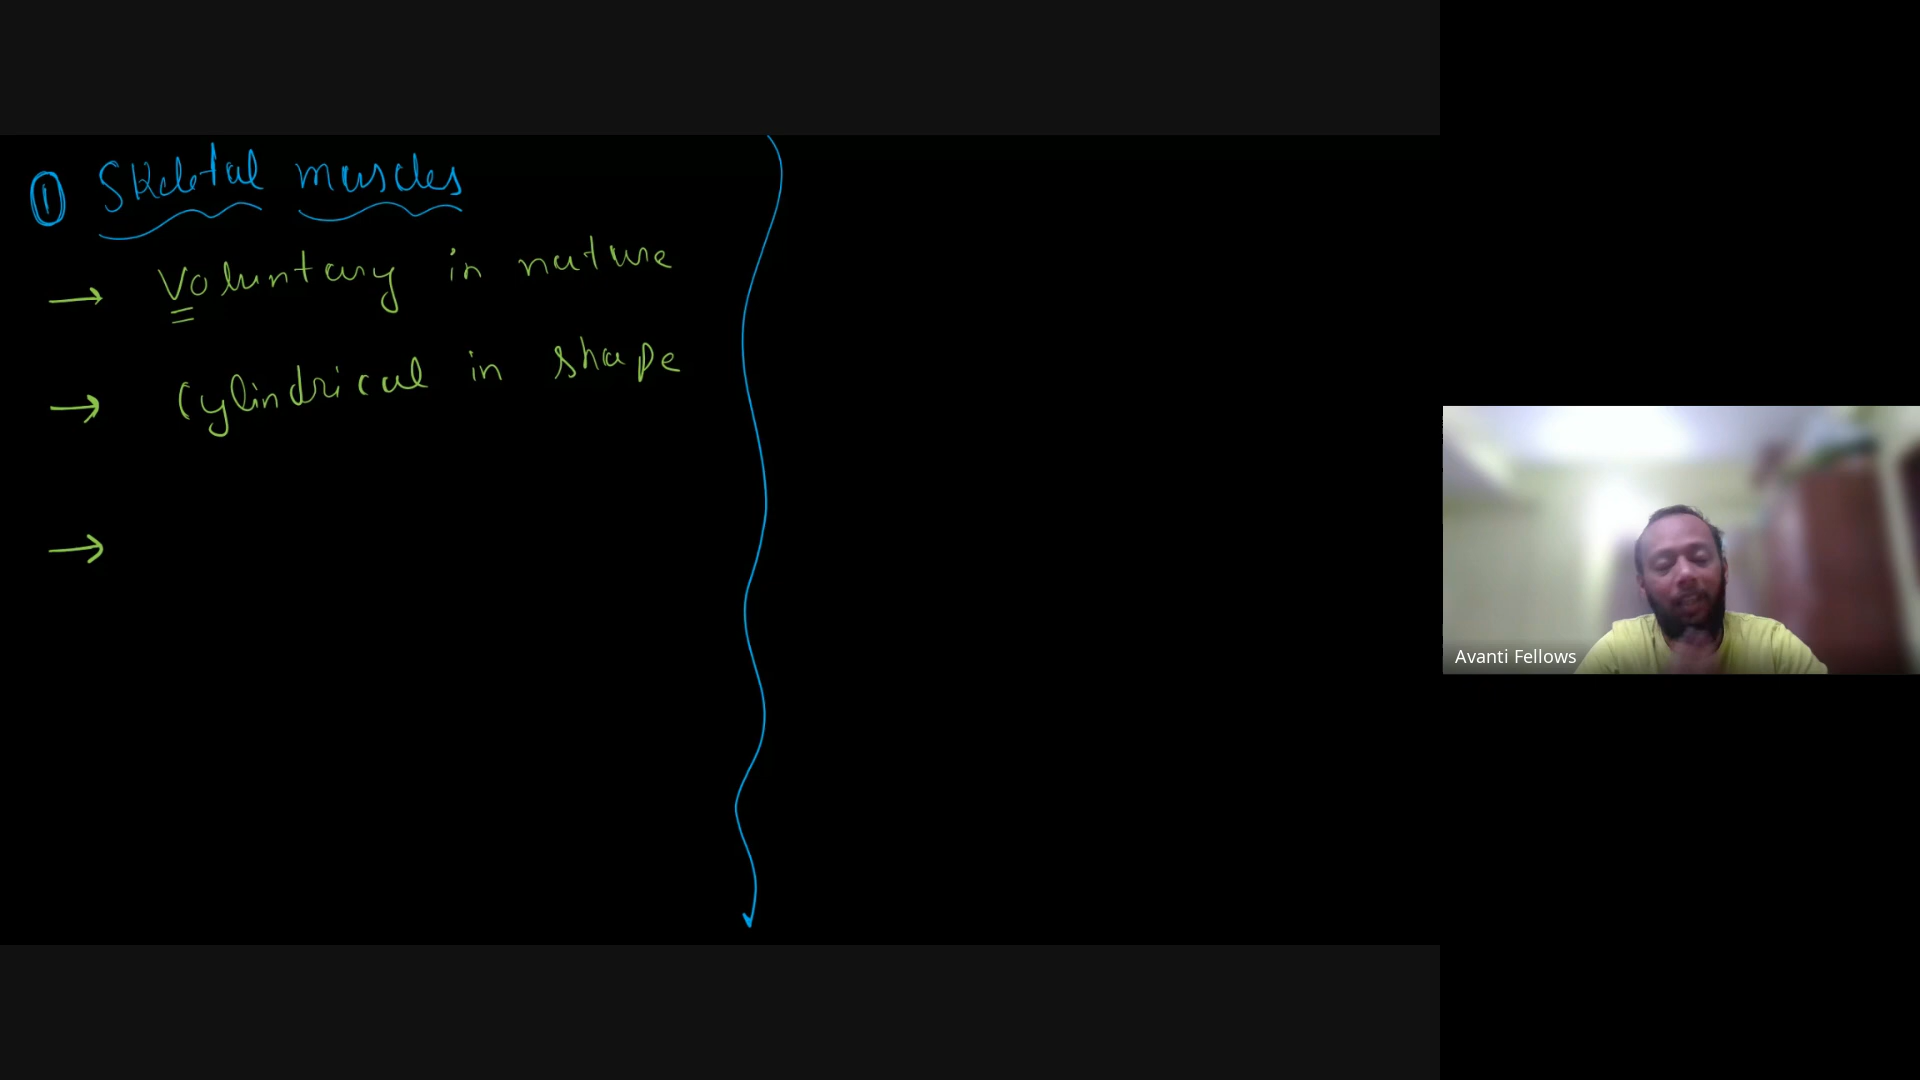 ① Skeletal muscles
→ Voluntary in nature
→ Cylindrical in shape
→
Avanti Fellows